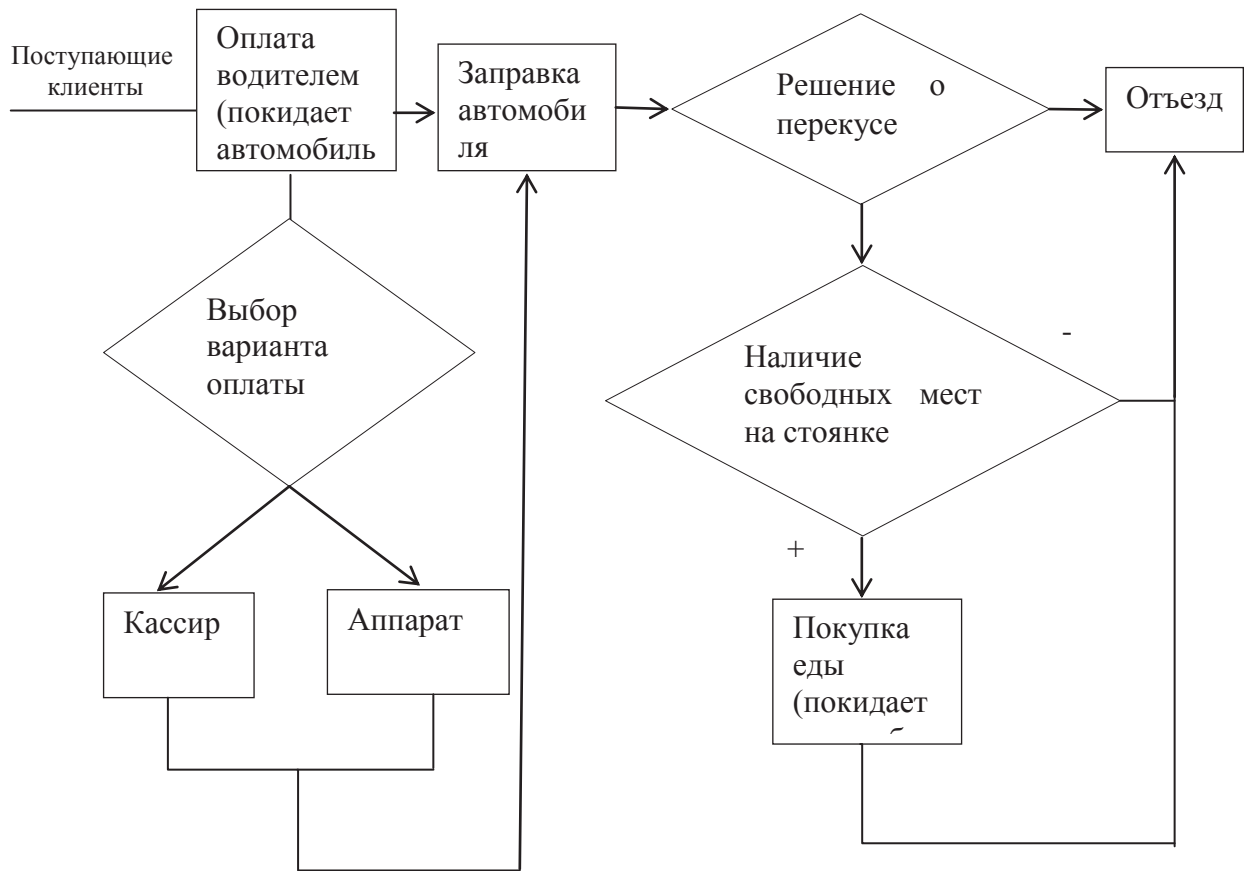 Поступающие
клиенты
Оплата
водителем
(покидает
автомобиль
Заправка
автомоби
ля
Решение о
перекусе
Отъезд
Выбор
варианта
оплаты
Наличие
свободных мест
на стоянке
-
+
Кассир
Аппарат
Покупка
еды
(покидает